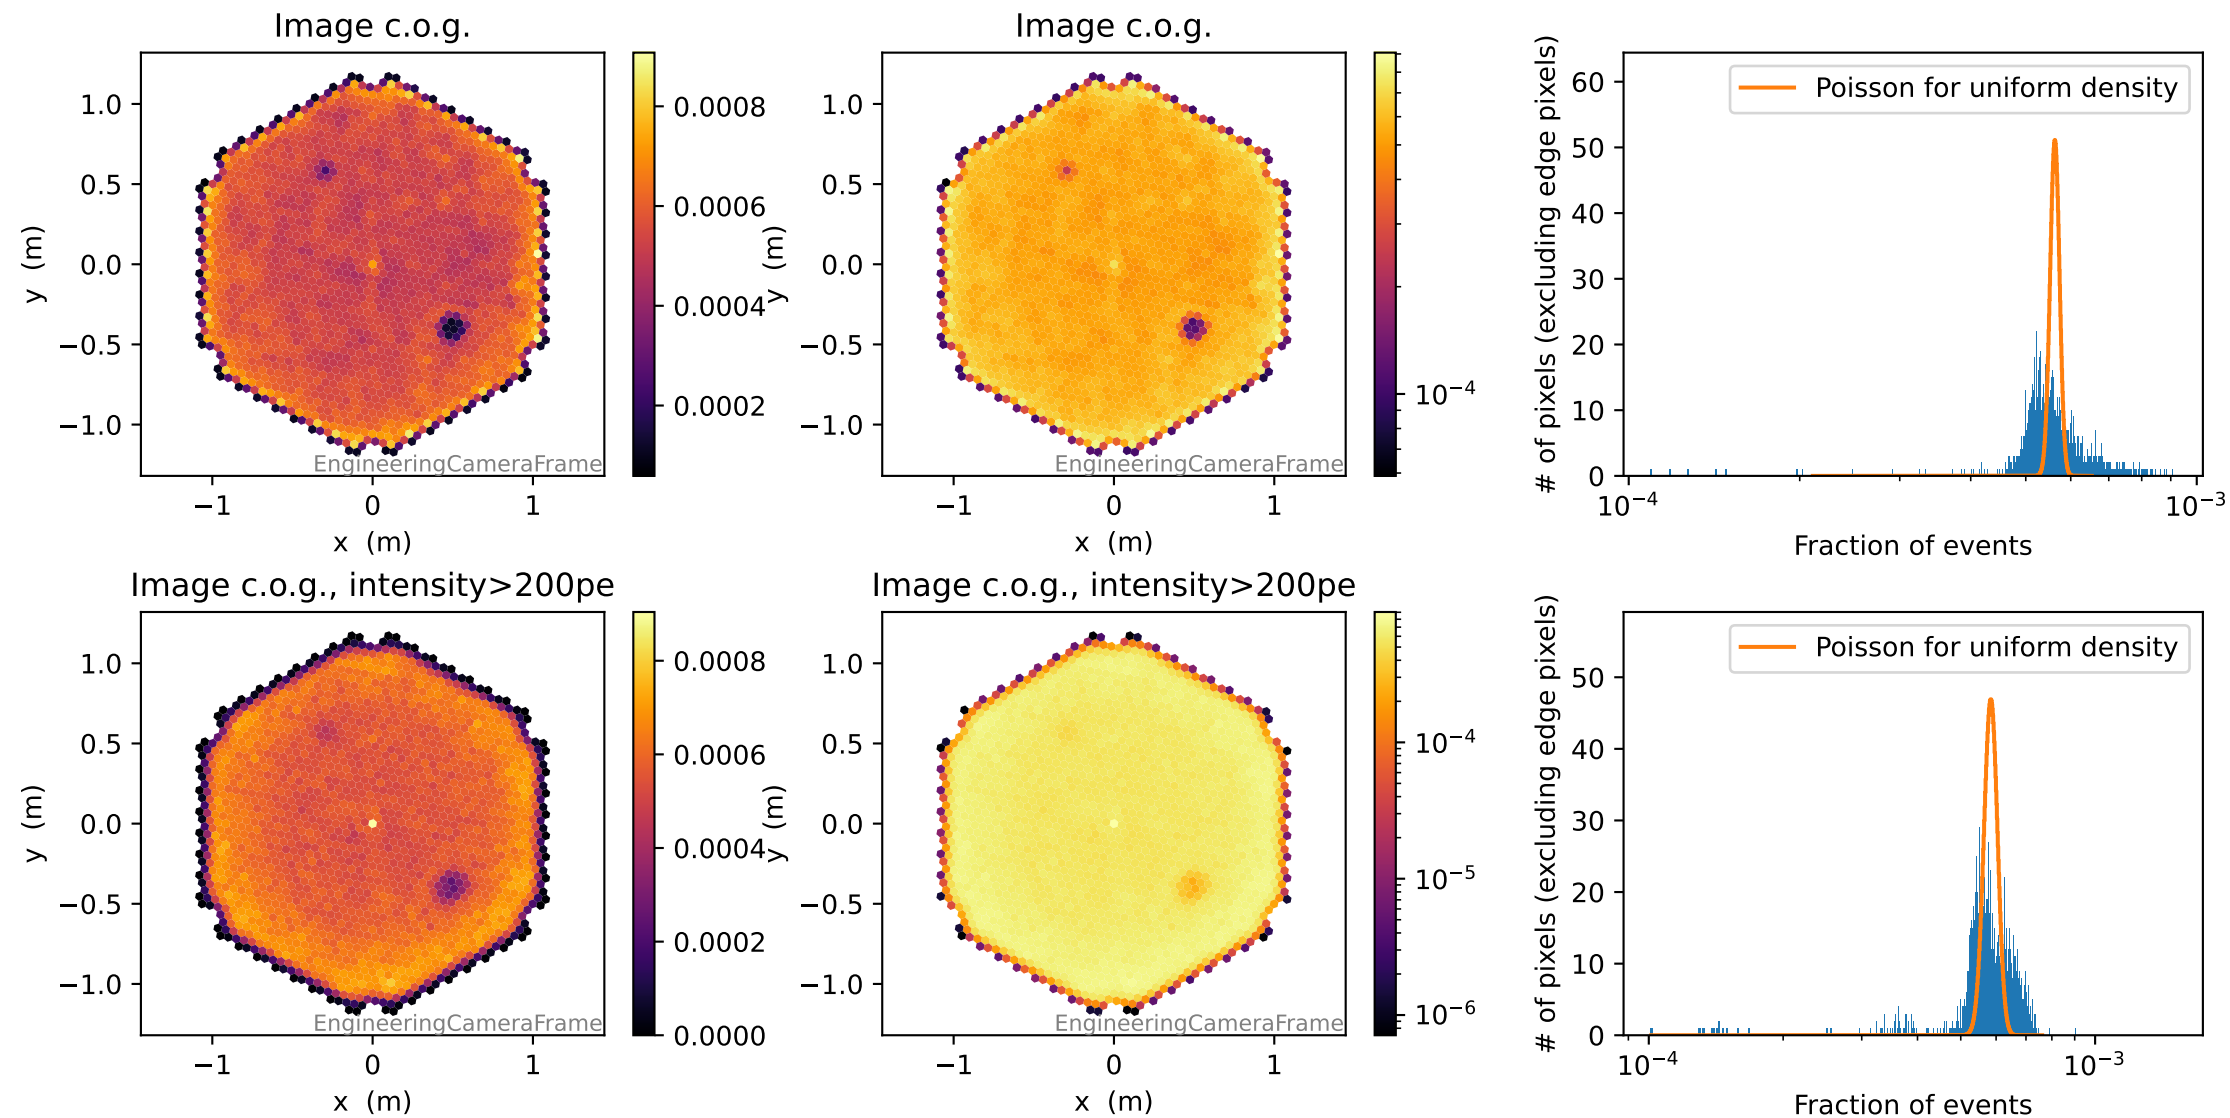 Image c.o.g.
y  (m)
1.0
0.5
0.0
−0.5
−1.0
−1
0
1
x  (m)
EngineeringCameraFrame
0.0008
0.0006
0.0004
0.0002
Image c.o.g.
y  (m)
1.0
0.5
0.0
−0.5
−1.0
−1
0
1
x  (m)
EngineeringCameraFrame
10⁻⁴
# of pixels (excluding edge pixels)
60
50
40
30
20
10
0
Poisson for uniform density
10⁻⁴
10⁻³
Fraction of events
Image c.o.g., intensity>200pe
y  (m)
1.0
0.5
0.0
−0.5
−1.0
−1
0
1
x  (m)
EngineeringCameraFrame
0.0008
0.0006
0.0004
0.0002
0.0000
Image c.o.g., intensity>200pe
y  (m)
1.0
0.5
0.0
−0.5
−1.0
−1
0
1
x  (m)
EngineeringCameraFrame
10⁻⁴
10⁻⁵
10⁻⁶
# of pixels (excluding edge pixels)
50
40
30
20
10
0
Poisson for uniform density
10⁻⁴
10⁻³
Fraction of events